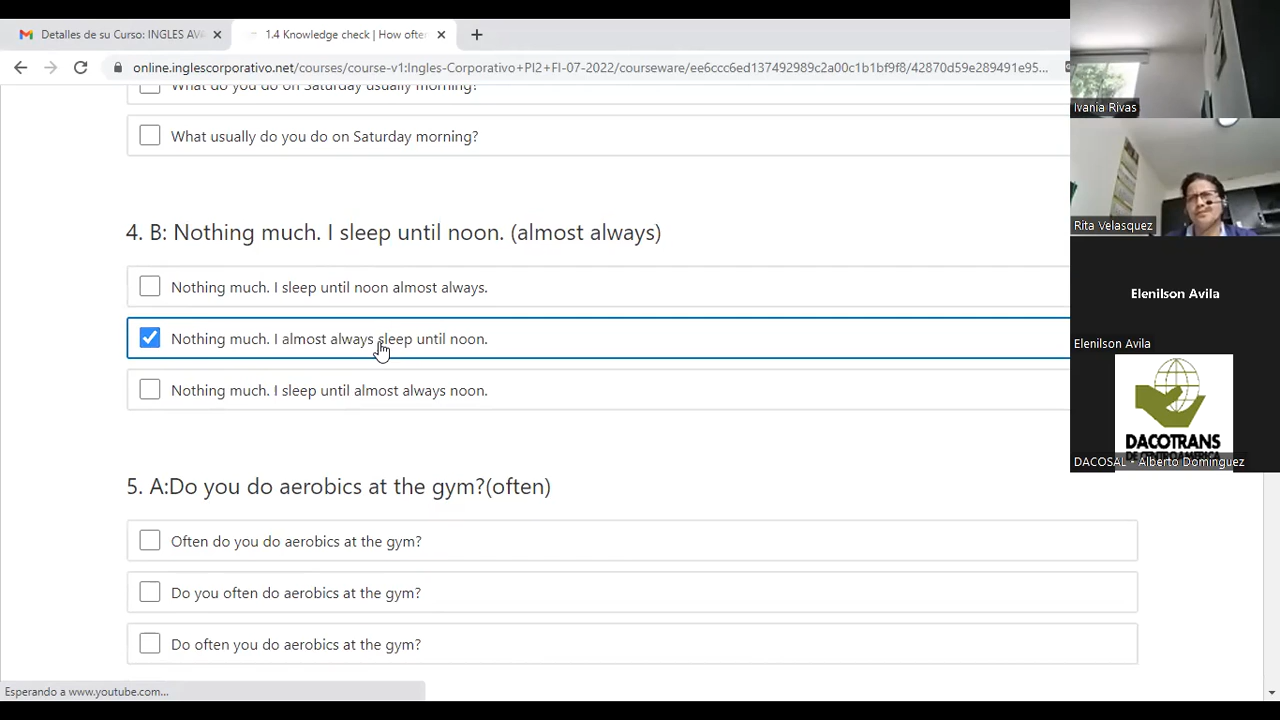 Detalles de su Curso: INGLES AVA
1.4 Knowledge check | How often
online.inglescorporativo.net/courses/course-v1:Ingles-Corporativo+PI2+FI-07-2022/courseware/ee6ccc6ed137492989c2a00c1b1bf9f8/42870d59e289491e95...
What do you do on Saturday usually morning?
What usually do you do on Saturday morning?
4. B: Nothing much. I sleep until noon. (almost always)
Nothing much. I sleep until noon almost always.
Nothing much. I almost always sleep until noon.
Nothing much. I sleep until almost always noon.
5. A:Do you do aerobics at the gym?(often)
Often do you do aerobics at the gym?
Do you often do aerobics at the gym?
Do often you do aerobics at the gym?
Esperando a www.youtube.com...
Ivania Rivas
Rita Velasquez
Elenilson Avila
Elenilson Avila
DACOTRANS
DE CENTROAMERICA
DACOSAL - Alberto Dominguez